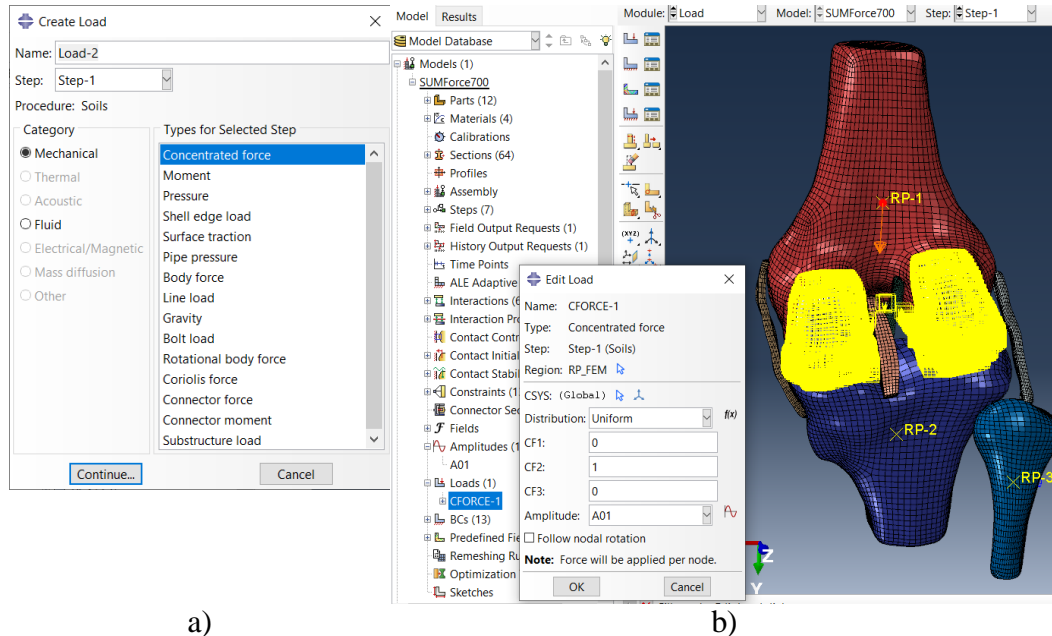 Create Load
Name: Load-2
Step: Step-1
Procedure: Soils
Category
Mechanical
Thermal
Acoustic
Fluid
Electrical/Magnetic
Mass diffusion
Other
Types for Selected Step
Concentrated force
Moment
Pressure
Shell edge load
Surface traction
Pipe pressure
Body force
Line load
Gravity
Bolt load
Rotational body force
Coriolis force
Connector force
Connector moment
Substructure load
Continue...
Cancel
a)
Model Results
Module: Load Model: SUMForce700 Step: Step-1
Model Database
Models (1)
SUMForce700
Parts (12)
Materials (4)
Calibrations
Sections (64)
Profiles
Assembly
Steps (7)
Field Output Requests (1)
History Output Requests (1)
Time Points
ALE Adaptive
Interactions (6
Interaction Pro
Contact Contr
Contact Initial
Contact Stabil
Constraints (1
Connector Sec
Fields
Amplitudes (1
A01
Loads (1)
CFORCE-1
BCs (13)
Predefined Fie
Remeshing Ru
Optimization
Sketches
(XYZ)
Edit Load
Name: CFORCE-1
Type: Concentrated force
Step: Step-1 (Soils)
Region: RP_FEM
CSYS: (Global)
Distribution: Uniform f(x)
CF1: 0
CF2: 1
CF3: 0
Amplitude: A01
Follow nodal rotation
Note: Force will be applied per node.
OK
Cancel
RP-1
RP-2
RP-3
Z
Y
b)